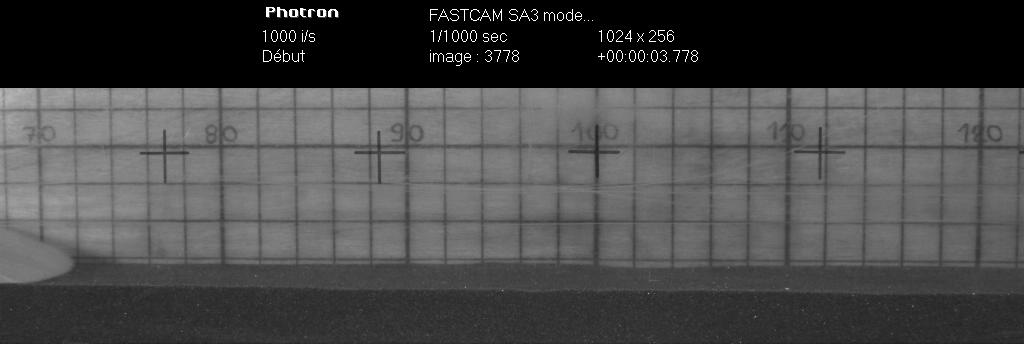 Photron FASTCAM SA3 mode...
1000 i/s 1/1000 sec 1024 x 256
Début image : 3778 +00:00:03.778
70 80 90 100 110 120